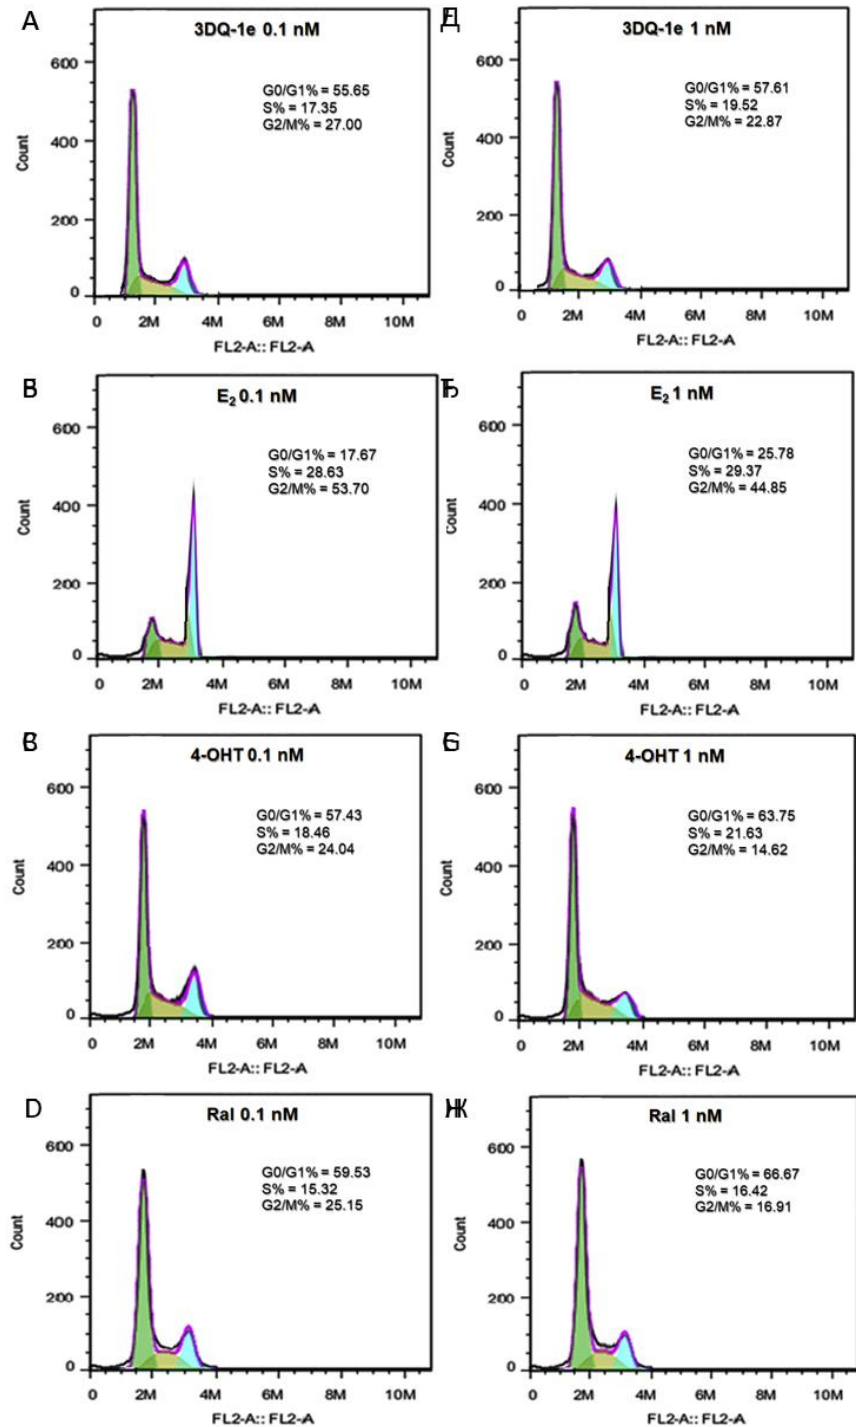 A
3DQ-1e 0.1 nM
G0/G1% = 55.65
S% = 17.35
G2/M% = 27.00
Count
600
400
200
0
0 2M 4M 6M 8M 10M
FL2-A:: FL2-A
3DQ-1e 1 nM
G0/G1% = 57.61
S% = 19.52
G2/M% = 22.87
Count
600
400
200
0
0 2M 4M 6M 8M 10M
FL2-A:: FL2-A
E₂ 0.1 nM
G0/G1% = 17.67
S% = 28.63
G2/M% = 53.70
Count
600
400
200
0
0 2M 4M 6M 8M 10M
FL2-A:: FL2-A
E₂ 1 nM
G0/G1% = 25.78
S% = 29.37
G2/M% = 44.85
Count
600
400
200
0
0 2M 4M 6M 8M 10M
FL2-A:: FL2-A
4-OHT 0.1 nM
G0/G1% = 57.43
S% = 18.46
G2/M% = 24.04
Count
600
400
200
0
0 2M 4M 6M 8M 10M
FL2-A:: FL2-A
4-OHT 1 nM
G0/G1% = 63.75
S% = 21.63
G2/M% = 14.62
Count
600
400
200
0
0 2M 4M 6M 8M 10M
FL2-A:: FL2-A
D
Ral 0.1 nM
G0/G1% = 59.53
S% = 15.32
G2/M% = 25.15
Count
600
400
200
0
0 2M 4M 6M 8M 10M
FL2-A:: FL2-A
Ral 1 nM
G0/G1% = 66.67
S% = 16.42
G2/M% = 16.91
Count
600
400
200
0
0 2M 4M 6M 8M 10M
FL2-A:: FL2-A